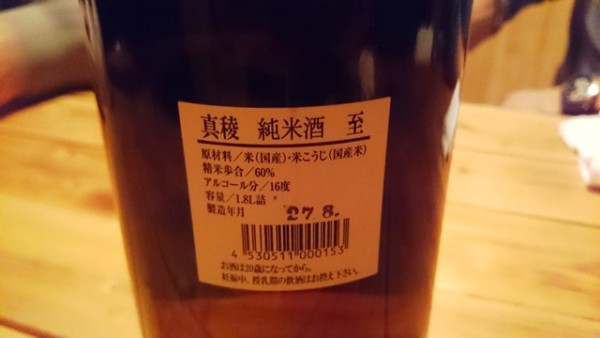 真稜 純米酒 至
原材料／米(国産)・米こうじ(国産米)
精米歩合／60%
アルコール分／16度
容量／1.8L詰
製造年月 27.8.
4 530511 000153
お酒は20歳になってから。
妊娠中、授乳期の飲酒はお控え下さい。